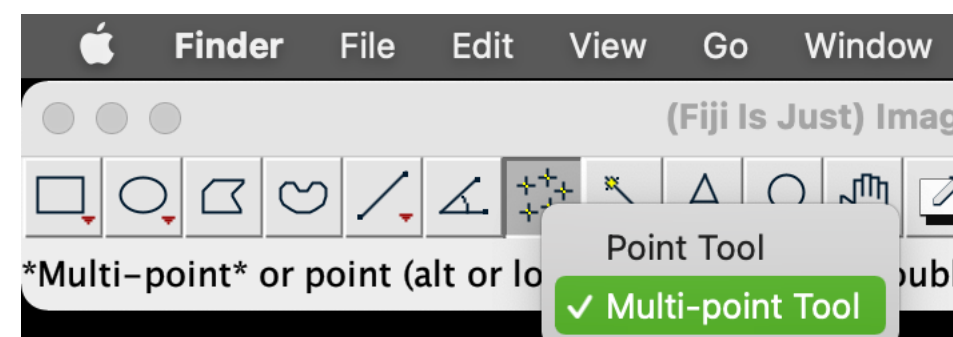 Finder File Edit View Go Window
(Fiji Is Just) Imag
A
Point Tool
*Multi-point* or point (alt or lo
✓ Multi-point Tool